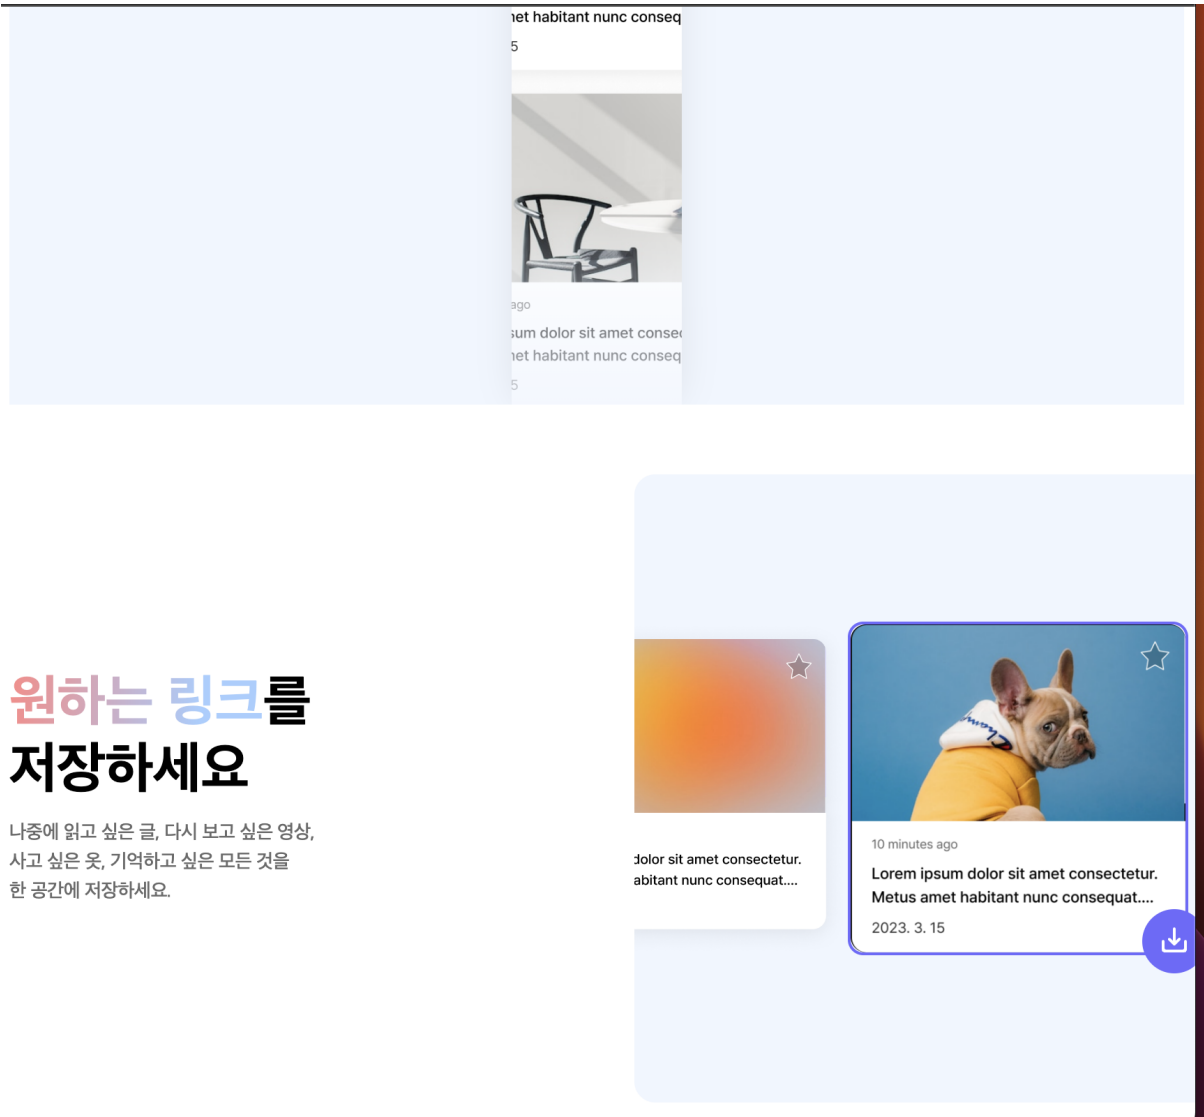 net habitant nunc conseq
5
ago
sum dolor sit amet consec
net habitant nunc conseq
5
원하는 링크를
저장하세요
나중에 읽고 싶은 글, 다시 보고 싶은 영상,
사고 싶은 옷, 기억하고 싶은 모든 것을
한 공간에 저장하세요.
dolor sit amet consectetur.
abitant nunc consequat....
10 minutes ago
Lorem ipsum dolor sit amet consectetur.
Metus amet habitant nunc consequat....
2023. 3. 15